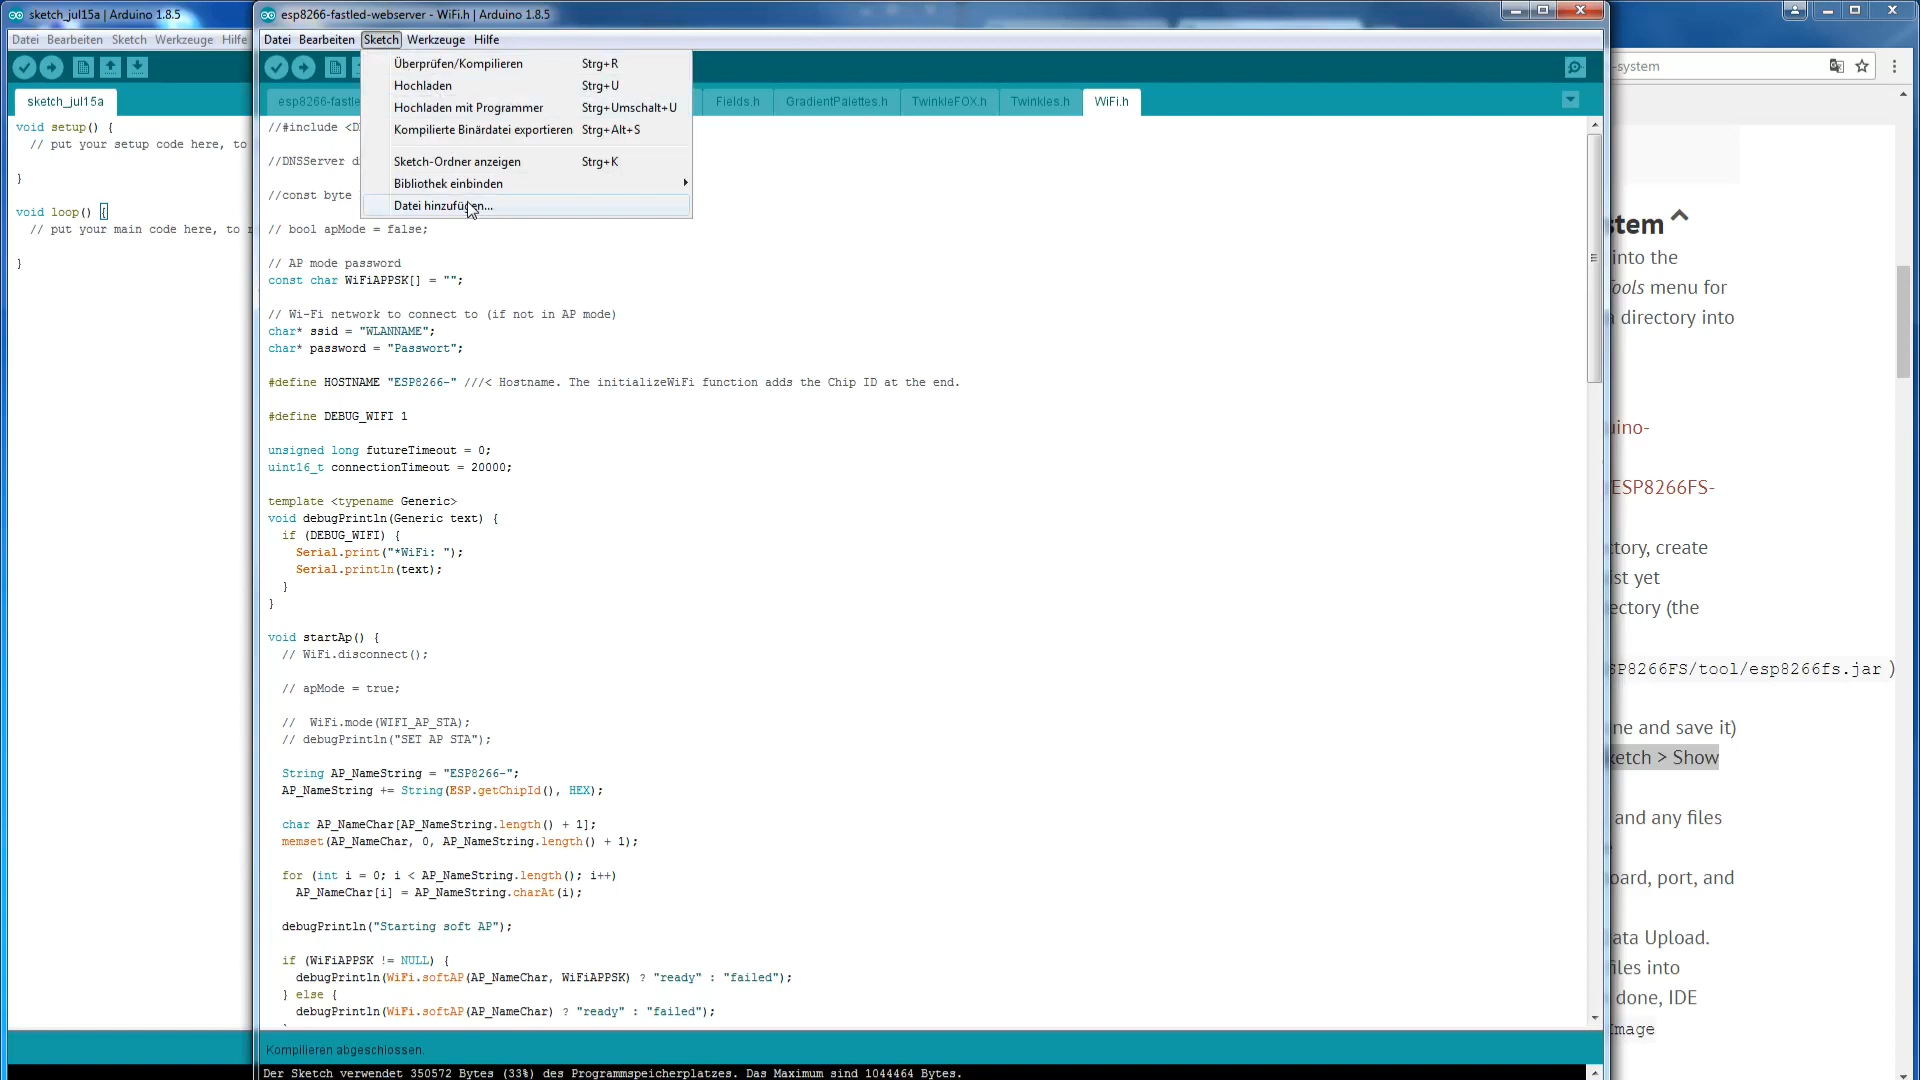 sketch_jul15a | Arduino 1.8.5
Datei Bearbeiten Sketch Werkzeuge Hilfe
sketch_jul15a
void setup() {
// put your setup code here, to
}
void loop() {
// put your main code here, to
}
esp8266-fastled-webserver - WiFi.h | Arduino 1.8.5
Datei Bearbeiten Sketch Werkzeuge Hilfe
Überprüfen/Kompilieren Strg+R
Hochladen Strg+U
Hochladen mit Programmer Strg+Umschalt+U
Kompilierte Binärdatei exportieren Strg+Alt+S
Sketch-Ordner anzeigen Strg+K
Bibliothek einbinden
Datei hinzufügen...
esp8266-fastle Fields.h GradientPalettes.h TwinkleFOX.h Twinkles.h WiFi.h
//#include <D
//DNSServer d
//const byte
// bool apMode = false;
// AP mode password
const char WiFiAPPSK[] = "";
// Wi-Fi network to connect to (if not in AP mode)
char* ssid = "WLANNAME";
char* password = "Passwort";
#define HOSTNAME "ESP8266-" ///< Hostname. The initializeWiFi function adds the Chip ID at the end.
#define DEBUG_WIFI 1
unsigned long futureTimeout = 0;
uint16_t connectionTimeout = 20000;
template <typename Generic>
void debugPrintln(Generic text) {
if (DEBUG_WIFI) {
Serial.print("*WiFi: ");
Serial.println(text);
}
}
void startAp() {
// WiFi.disconnect();
// apMode = true;
//  WiFi.mode(WIFI_AP_STA);
// debugPrintln("SET AP STA");
String AP_NameString = "ESP8266-";
AP_NameString += String(ESP.getChipId(), HEX);
char AP_NameChar[AP_NameString.length() + 1];
memset(AP_NameChar, 0, AP_NameString.length() + 1);
for (int i = 0; i < AP_NameString.length(); i++)
AP_NameChar[i] = AP_NameString.charAt(i);
debugPrintln("Starting soft AP");
if (WiFiAPPSK != NULL) {
debugPrintln(WiFi.softAP(AP_NameChar, WiFiAPPSK) ? "ready" : "failed");
} else {
debugPrintln(WiFi.softAP(AP_NameChar) ? "ready" : "failed");
Kompilieren abgeschlossen.
Der Sketch verwendet 350572 Bytes (33%) des Programmspeicherplatzes. Das Maximum sind 1044464 Bytes.
-system
stem
into the
Tools menu for
a directory into
uino-
ESP8266FS-
tory, create
st yet
ectory (the
SP8266FS/tool/esp8266fs.jar )
ne and save it)
ketch > Show
and any files
oard, port, and
ata Upload.
files into
done, IDE
Image